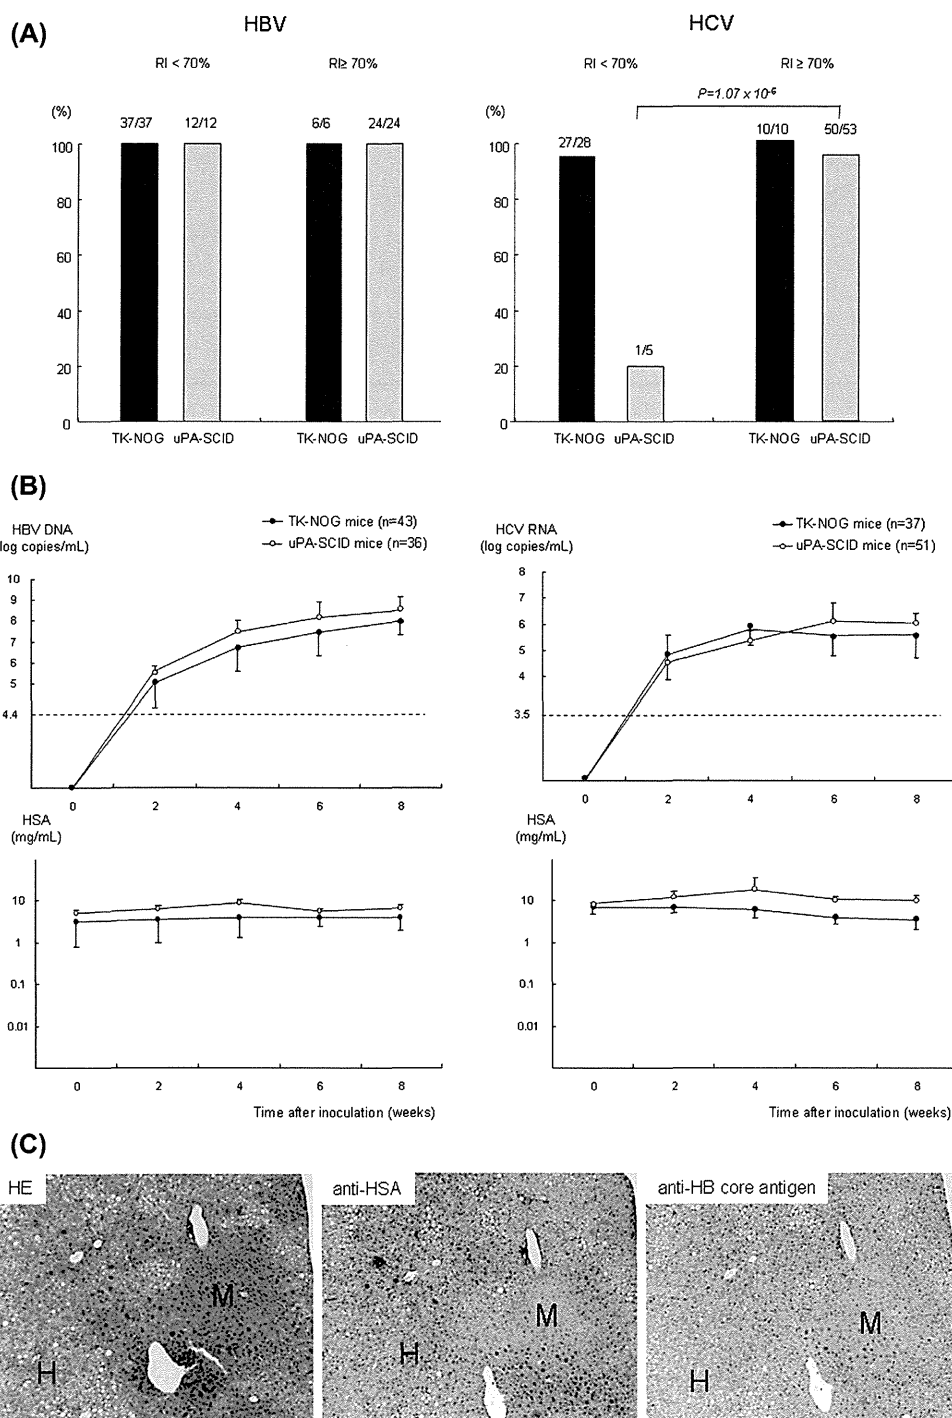 (A)
HBV
HCV
RI < 70%
RI≥ 70%
RI < 70%
RI ≥ 70%
P=1.07 x 10-6
(%)
37/37
12/12
6/6
24/24
(%)
27/28
1/5
10/10
50/53
100
80
60
40
20
0
100
80
60
40
20
0
TK-NOG
uPA-SCID
TK-NOG
uPA-SCID
TK-NOG
uPA-SCID
TK-NOG
uPA-SCID
(B)
HBV DNA
log copies/mL)
TK-NOG mice (n=43)
uPA-SCID mice (n=36)
HCV RNA
(log copies/mL)
TK-NOG mice (n=37)
uPA-SCID mice (n=51)
10
9
8
7
6
5
4.4
0 2 4 6 8
8
7
6
5
4
3.5
0 2 4 6 8
HSA
(mg/mL)
10
1
0.1
0.01
0 2 4 6 8
Time after inoculation (weeks)
HSA
(mg/mL)
10
1
0.1
0.01
0 2 4 6 8
Time after inoculation (weeks)
(C)
HE
M
H
anti-HSA
M
H
anti-HB core antigen
M
H